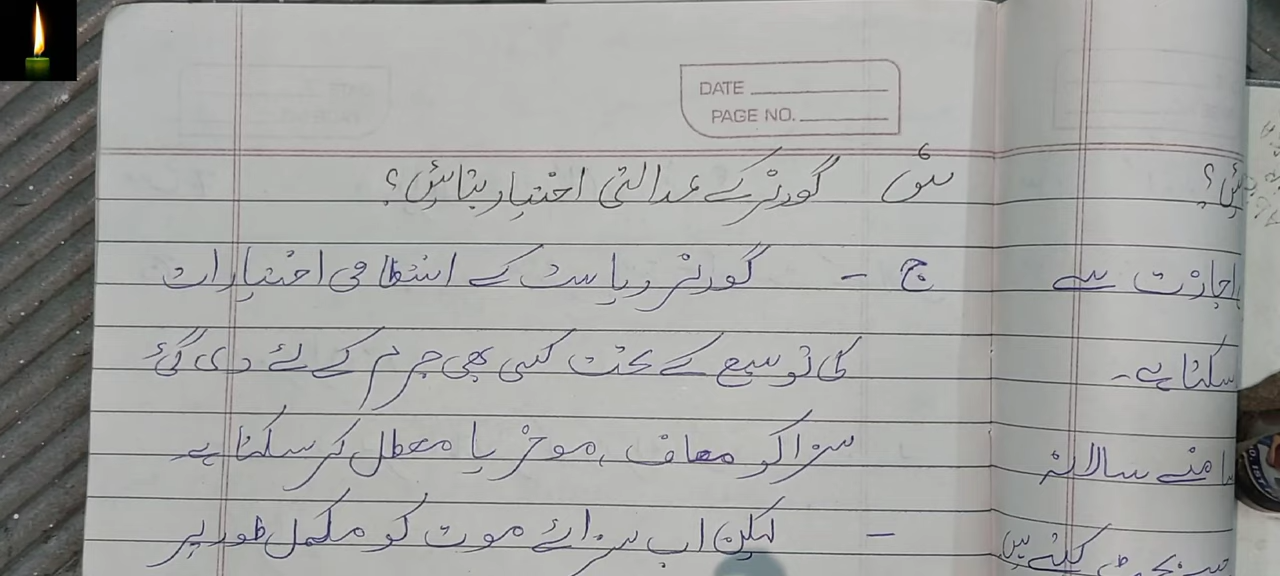 DATE
PAGE NO.
س گورنر کے عدالتی اختیار بتائیں؟
ج - گورنر ریاست کے انتظامی اختیارات
کی توسیع کے تحت کسی بھی جرم کے لئے دی گئی
سزا کو معاف، موخر یا معطل کر سکتا ہے
- لیکن اب سزائے موت کو مکمل طور پر
اجازت سے
سکتا ہے۔
سالانہ